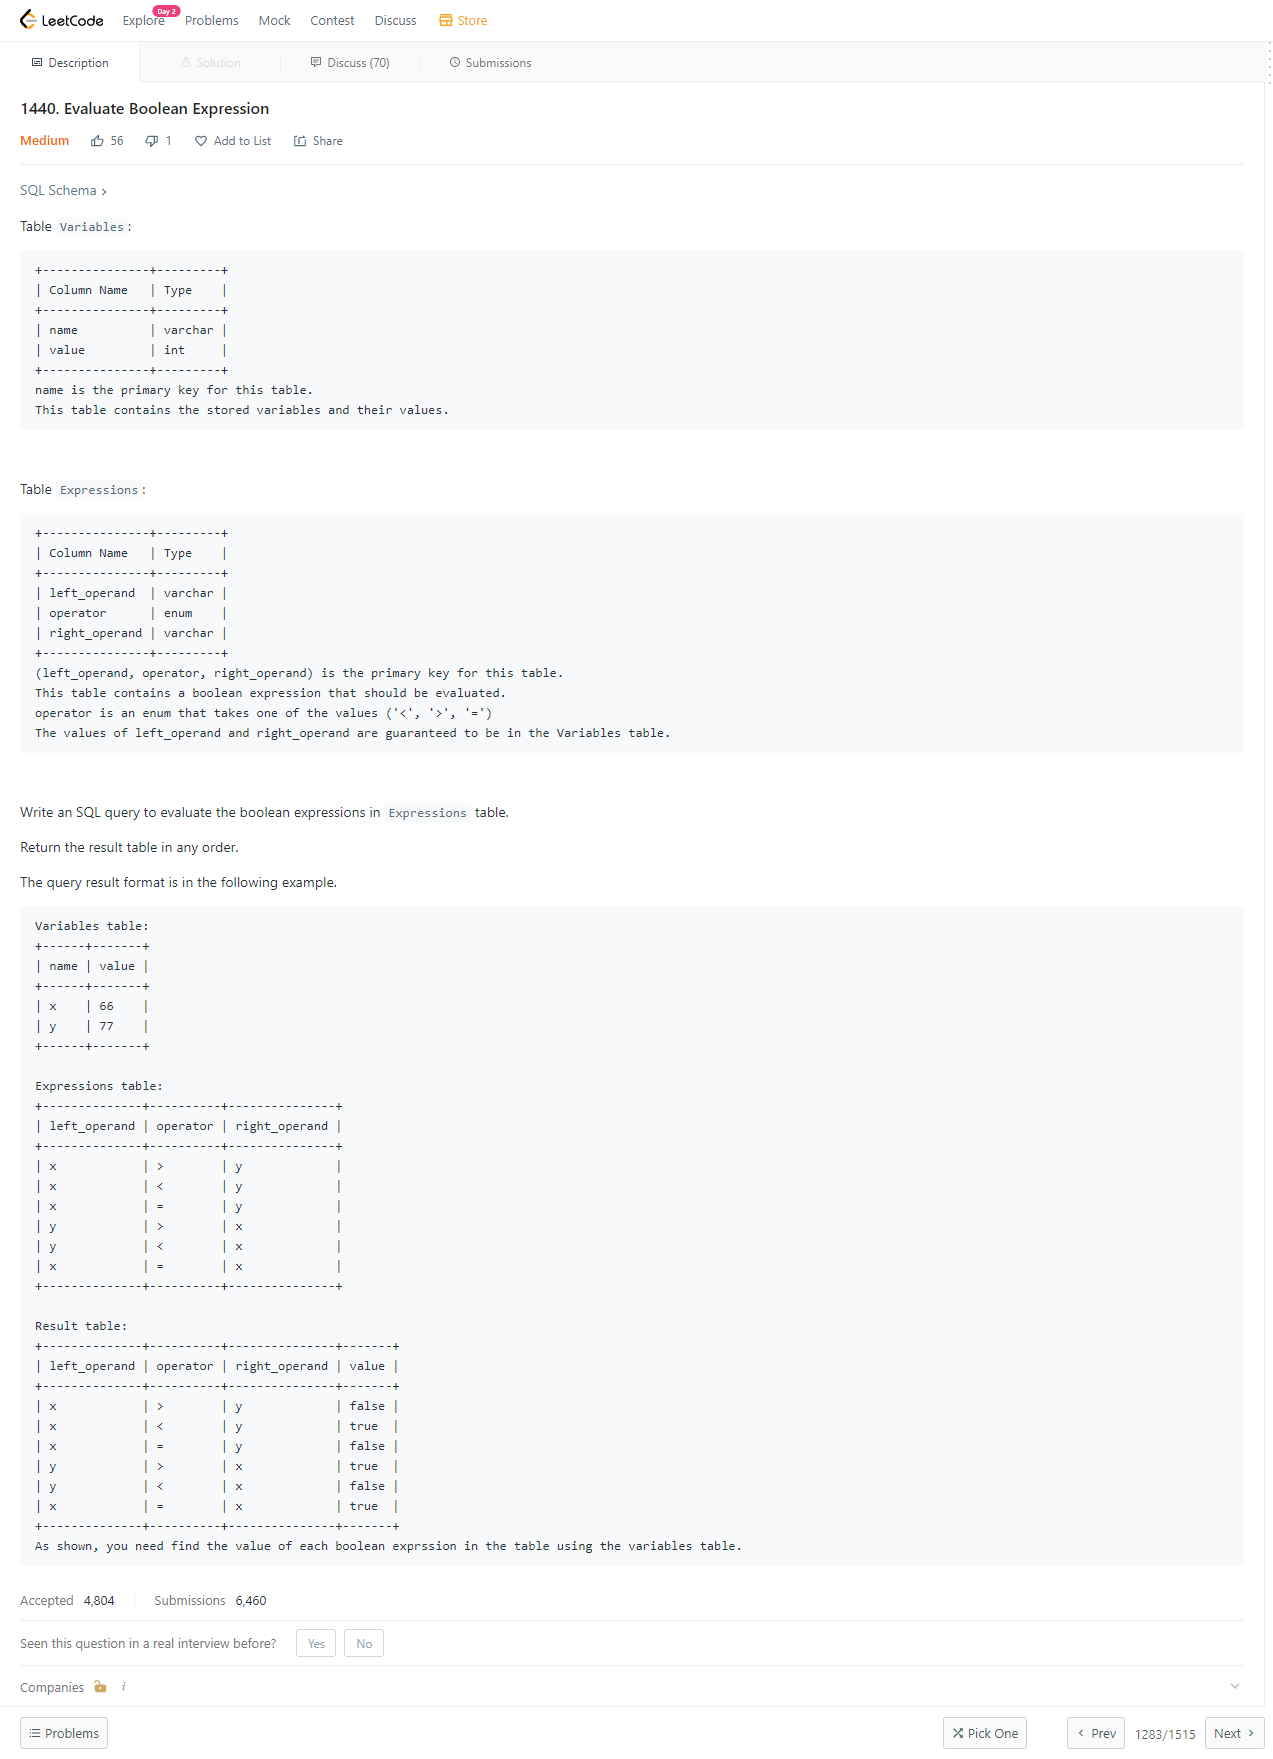 LeetCode Explore Day 2 Problems Mock Contest Discuss Store
Description Solution Discuss (70) Submissions
1440. Evaluate Boolean Expression
Medium 56 1 Add to List Share
SQL Schema >
Table Variables:
+---------------+---------+
| Column Name   | Type    |
+---------------+---------+
| name          | varchar |
| value         | int     |
+---------------+---------+
name is the primary key for this table.
This table contains the stored variables and their values.
Table Expressions:
+---------------+---------+
| Column Name   | Type    |
+---------------+---------+
| left_operand  | varchar |
| operator      | enum    |
| right_operand | varchar |
+---------------+---------+
(left_operand, operator, right_operand) is the primary key for this table.
This table contains a boolean expression that should be evaluated.
operator is an enum that takes one of the values ('<', '>', '=')
The values of left_operand and right_operand are guaranteed to be in the Variables table.
Write an SQL query to evaluate the boolean expressions in Expressions table.
Return the result table in any order.
The query result format is in the following example.
Variables table:
+------+-------+
| name | value |
+------+-------+
| x    | 66    |
| y    | 77    |
+------+-------+
Expressions table:
+--------------+----------+---------------+
| left_operand | operator | right_operand |
+--------------+----------+---------------+
| x            | >        | y             |
| x            | <        | y             |
| x            | =        | y             |
| y            | >        | x             |
| y            | <        | x             |
| x            | =        | x             |
+--------------+----------+---------------+
Result table:
+--------------+----------+---------------+-------+
| left_operand | operator | right_operand | value |
+--------------+----------+---------------+-------+
| x            | >        | y             | false |
| x            | <        | y             | true  |
| x            | =        | y             | false |
| y            | >        | x             | true  |
| y            | <        | x             | false |
| x            | =        | x             | true  |
+--------------+----------+---------------+-------+
As shown, you need find the value of each boolean exprssion in the table using the variables table.
Accepted 4,804 Submissions 6,460
Seen this question in a real interview before? Yes No
Companies i
Problems Pick One < Prev 1283/1515 Next >